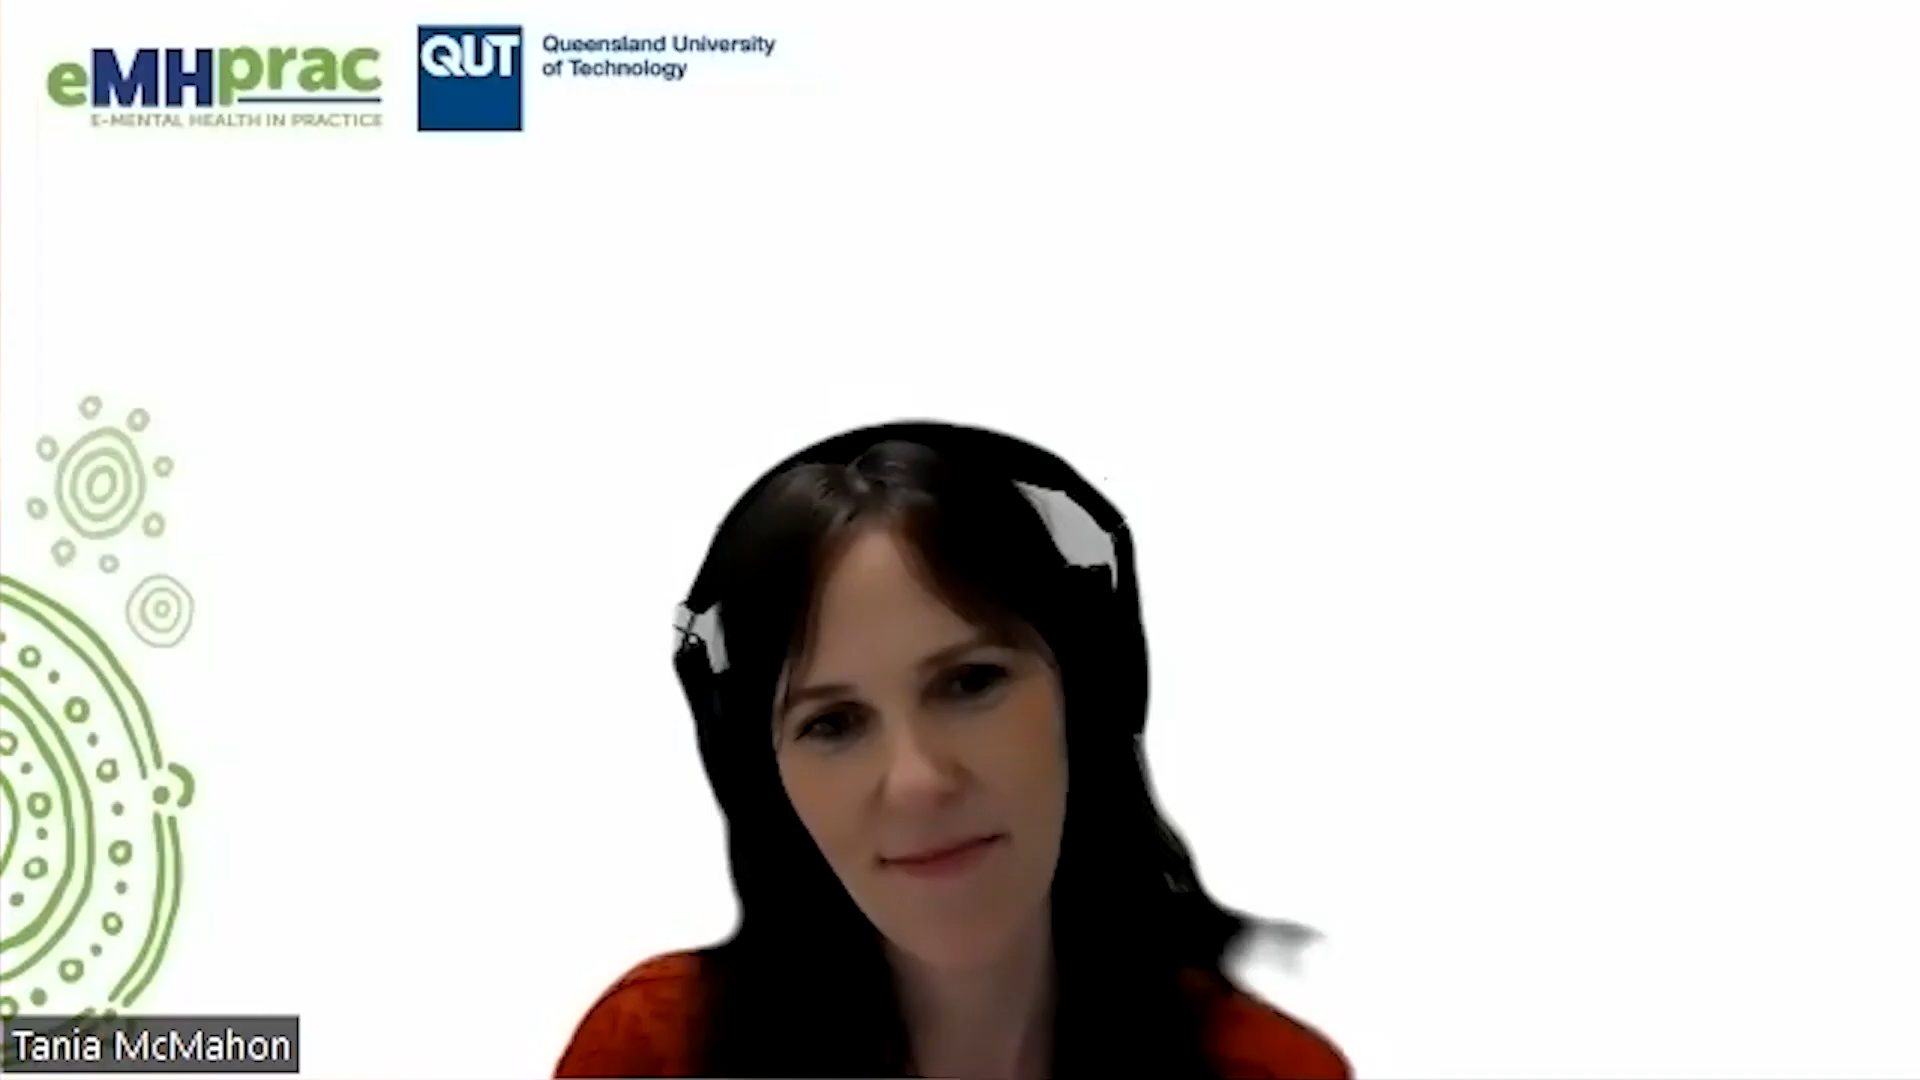 eMHprac
E-MENTAL HEALTH IN PRACTICE
QUT
Queensland University
of Technology
Tania McMahon